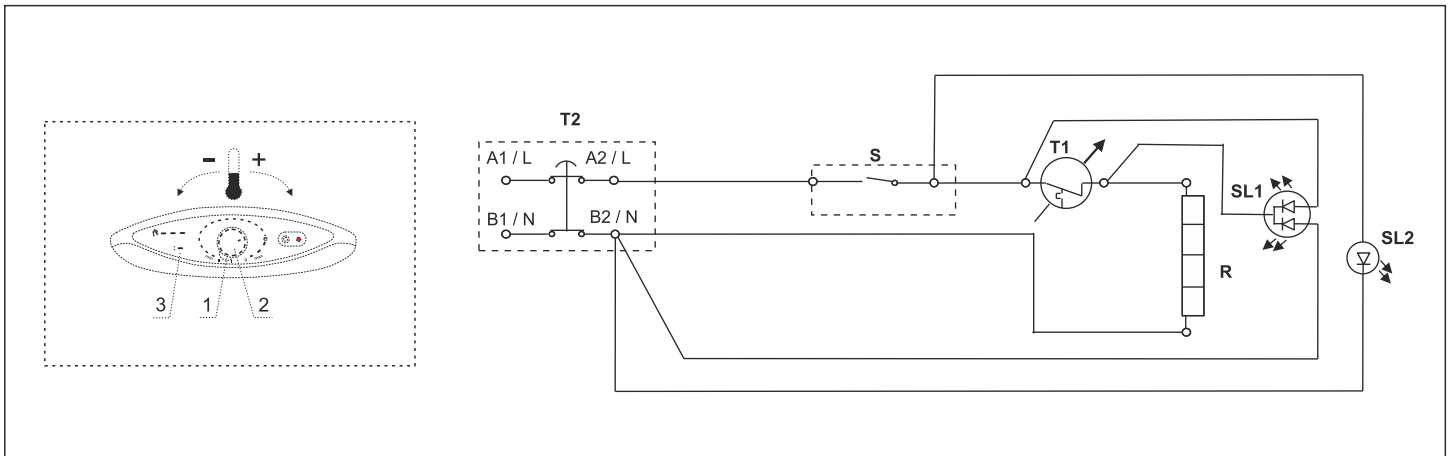 - +
3 1 2
T2
A1 / L A2 / L
B1 / N B2 / N
S
T1
SL1
SL2
R